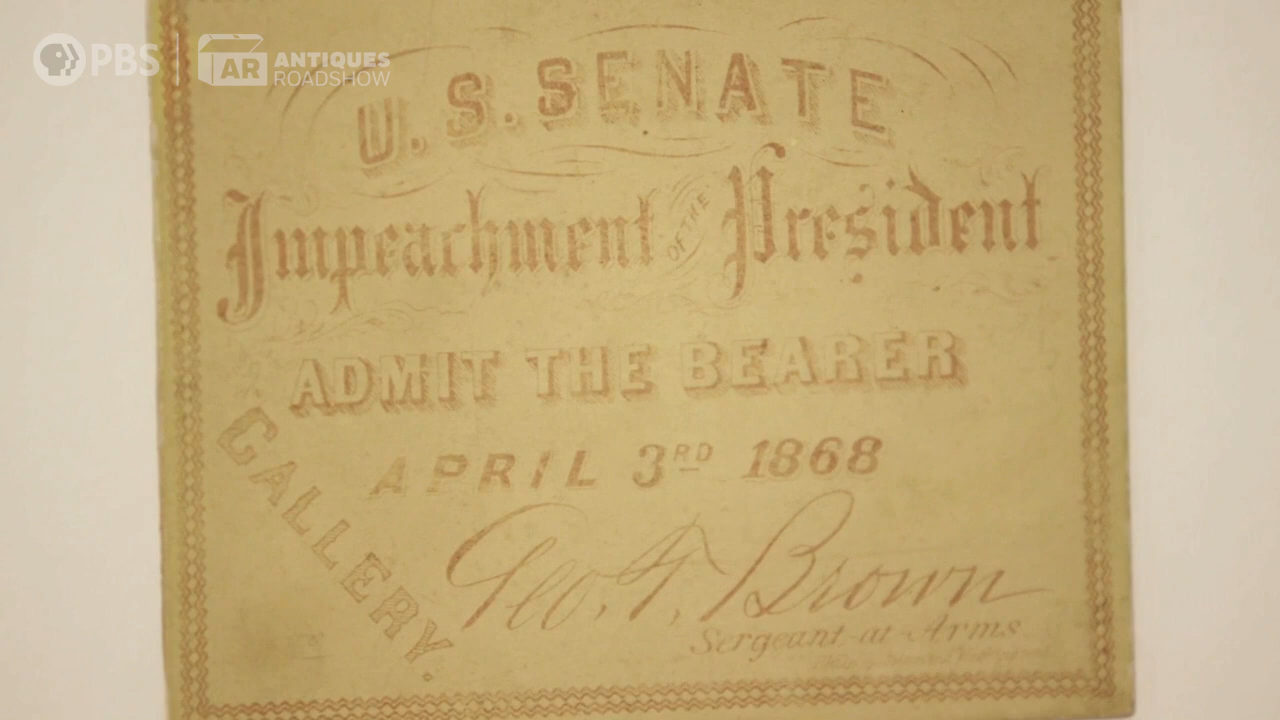 PBS AR ANTIQUES ROADSHOW
U. S. SENATE
Impeachment OF THE President
ADMIT THE BEARER
APRIL 3RD 1868
GALLERY.
Geo. T. Brown
Sergeant-at-Arms